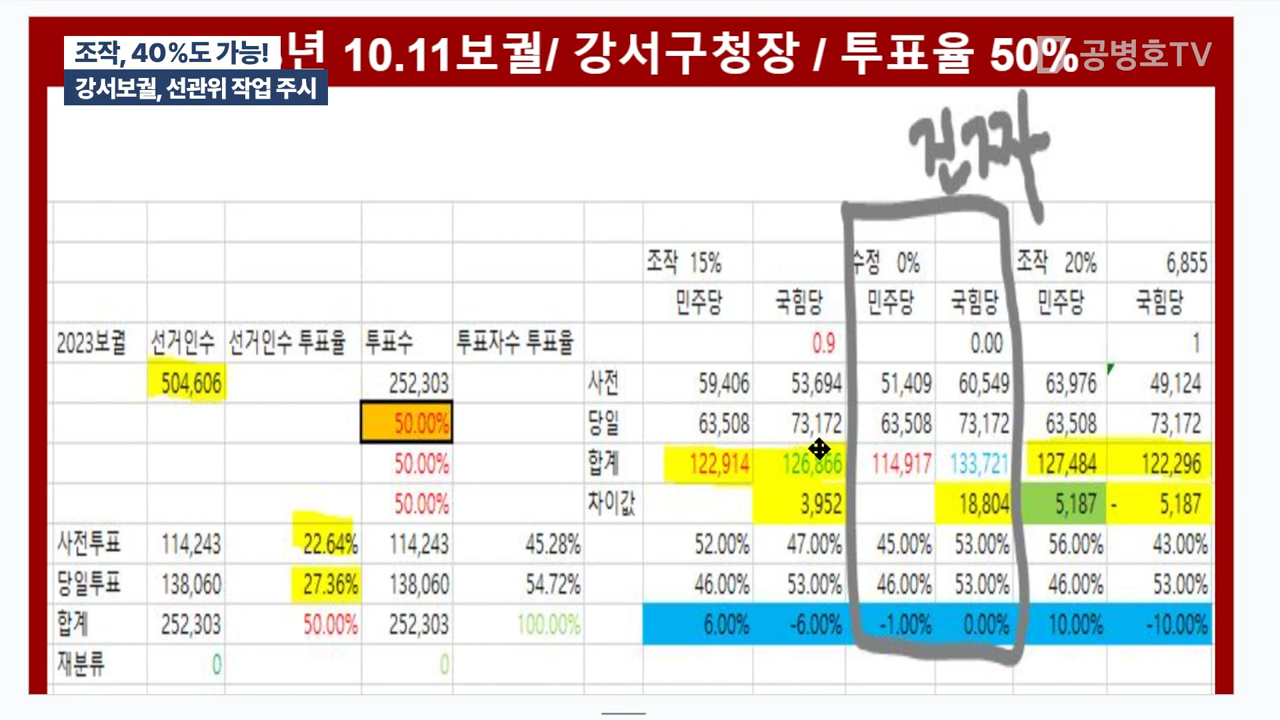 조작, 40%도 가능!
년 10.11보궐/ 강서구청장 / 투표율 50%
공병호TV
강서보궐, 선관위 작업 주시
진짜
조작 15% 수정 0% 조작 20% 6,855
민주당 국힘당 민주당 국힘당 민주당 국힘당
2023보궐 선거인수 선거인수 투표율 투표수 투표자수 투표율 0.9 0.00 1
504,606 252,303 사전 59,406 53,694 51,409 60,549 63,976 49,124
50.00% 당일 63,508 73,172 63,508 73,172 63,508 73,172
50.00% 합계 122,914 126,866 114,917 133,721 127,484 122,296
50.00% 차이값 3,952 18,804 5,187 - 5,187
사전투표 114,243 22.64% 114,243 45.28% 52.00% 47.00% 45.00% 53.00% 56.00% 43.00%
당일투표 138,060 27.36% 138,060 54.72% 46.00% 53.00% 46.00% 53.00% 46.00% 53.00%
합계 252,303 50.00% 252,303 100.00% 6.00% -6.00% -1.00% 0.00% 10.00% -10.00%
재분류 0 0